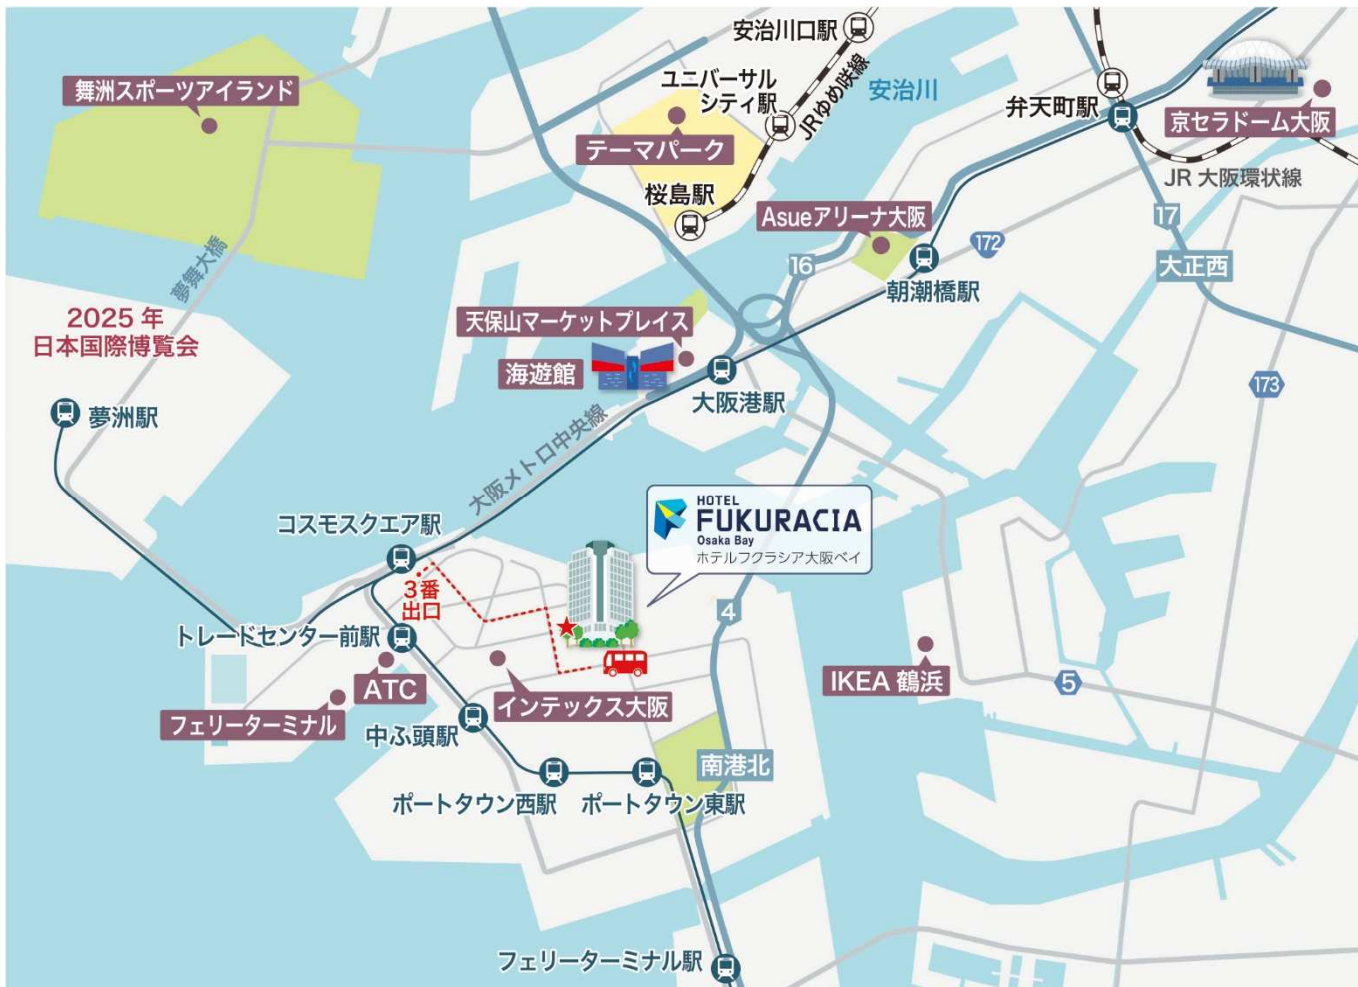 安治川口駅
ユニバーサル
シティ駅
JRゆめ咲線
安治川
舞洲スポーツアイランド
テーマパーク
弁天町駅
京セラドーム大阪
JR 大阪環状線
桜島駅
Asueアリーナ大阪
17
172
大正西
16
朝潮橋駅
夢舞大橋
2025 年
日本国際博覧会
天保山マーケットプレイス
海遊館
大阪港駅
173
夢洲駅
大阪メトロ中央線
コスモスクエア駅
HOTEL
FUKURACIA
Osaka Bay
ホテルフクラシア大阪ベイ
3番
出口
4
トレードセンター前駅
ATC
フェリーターミナル
インテックス大阪
IKEA 鶴浜
5
中ふ頭駅
南港北
ポートタウン西駅
ポートタウン東駅
フェリーターミナル駅